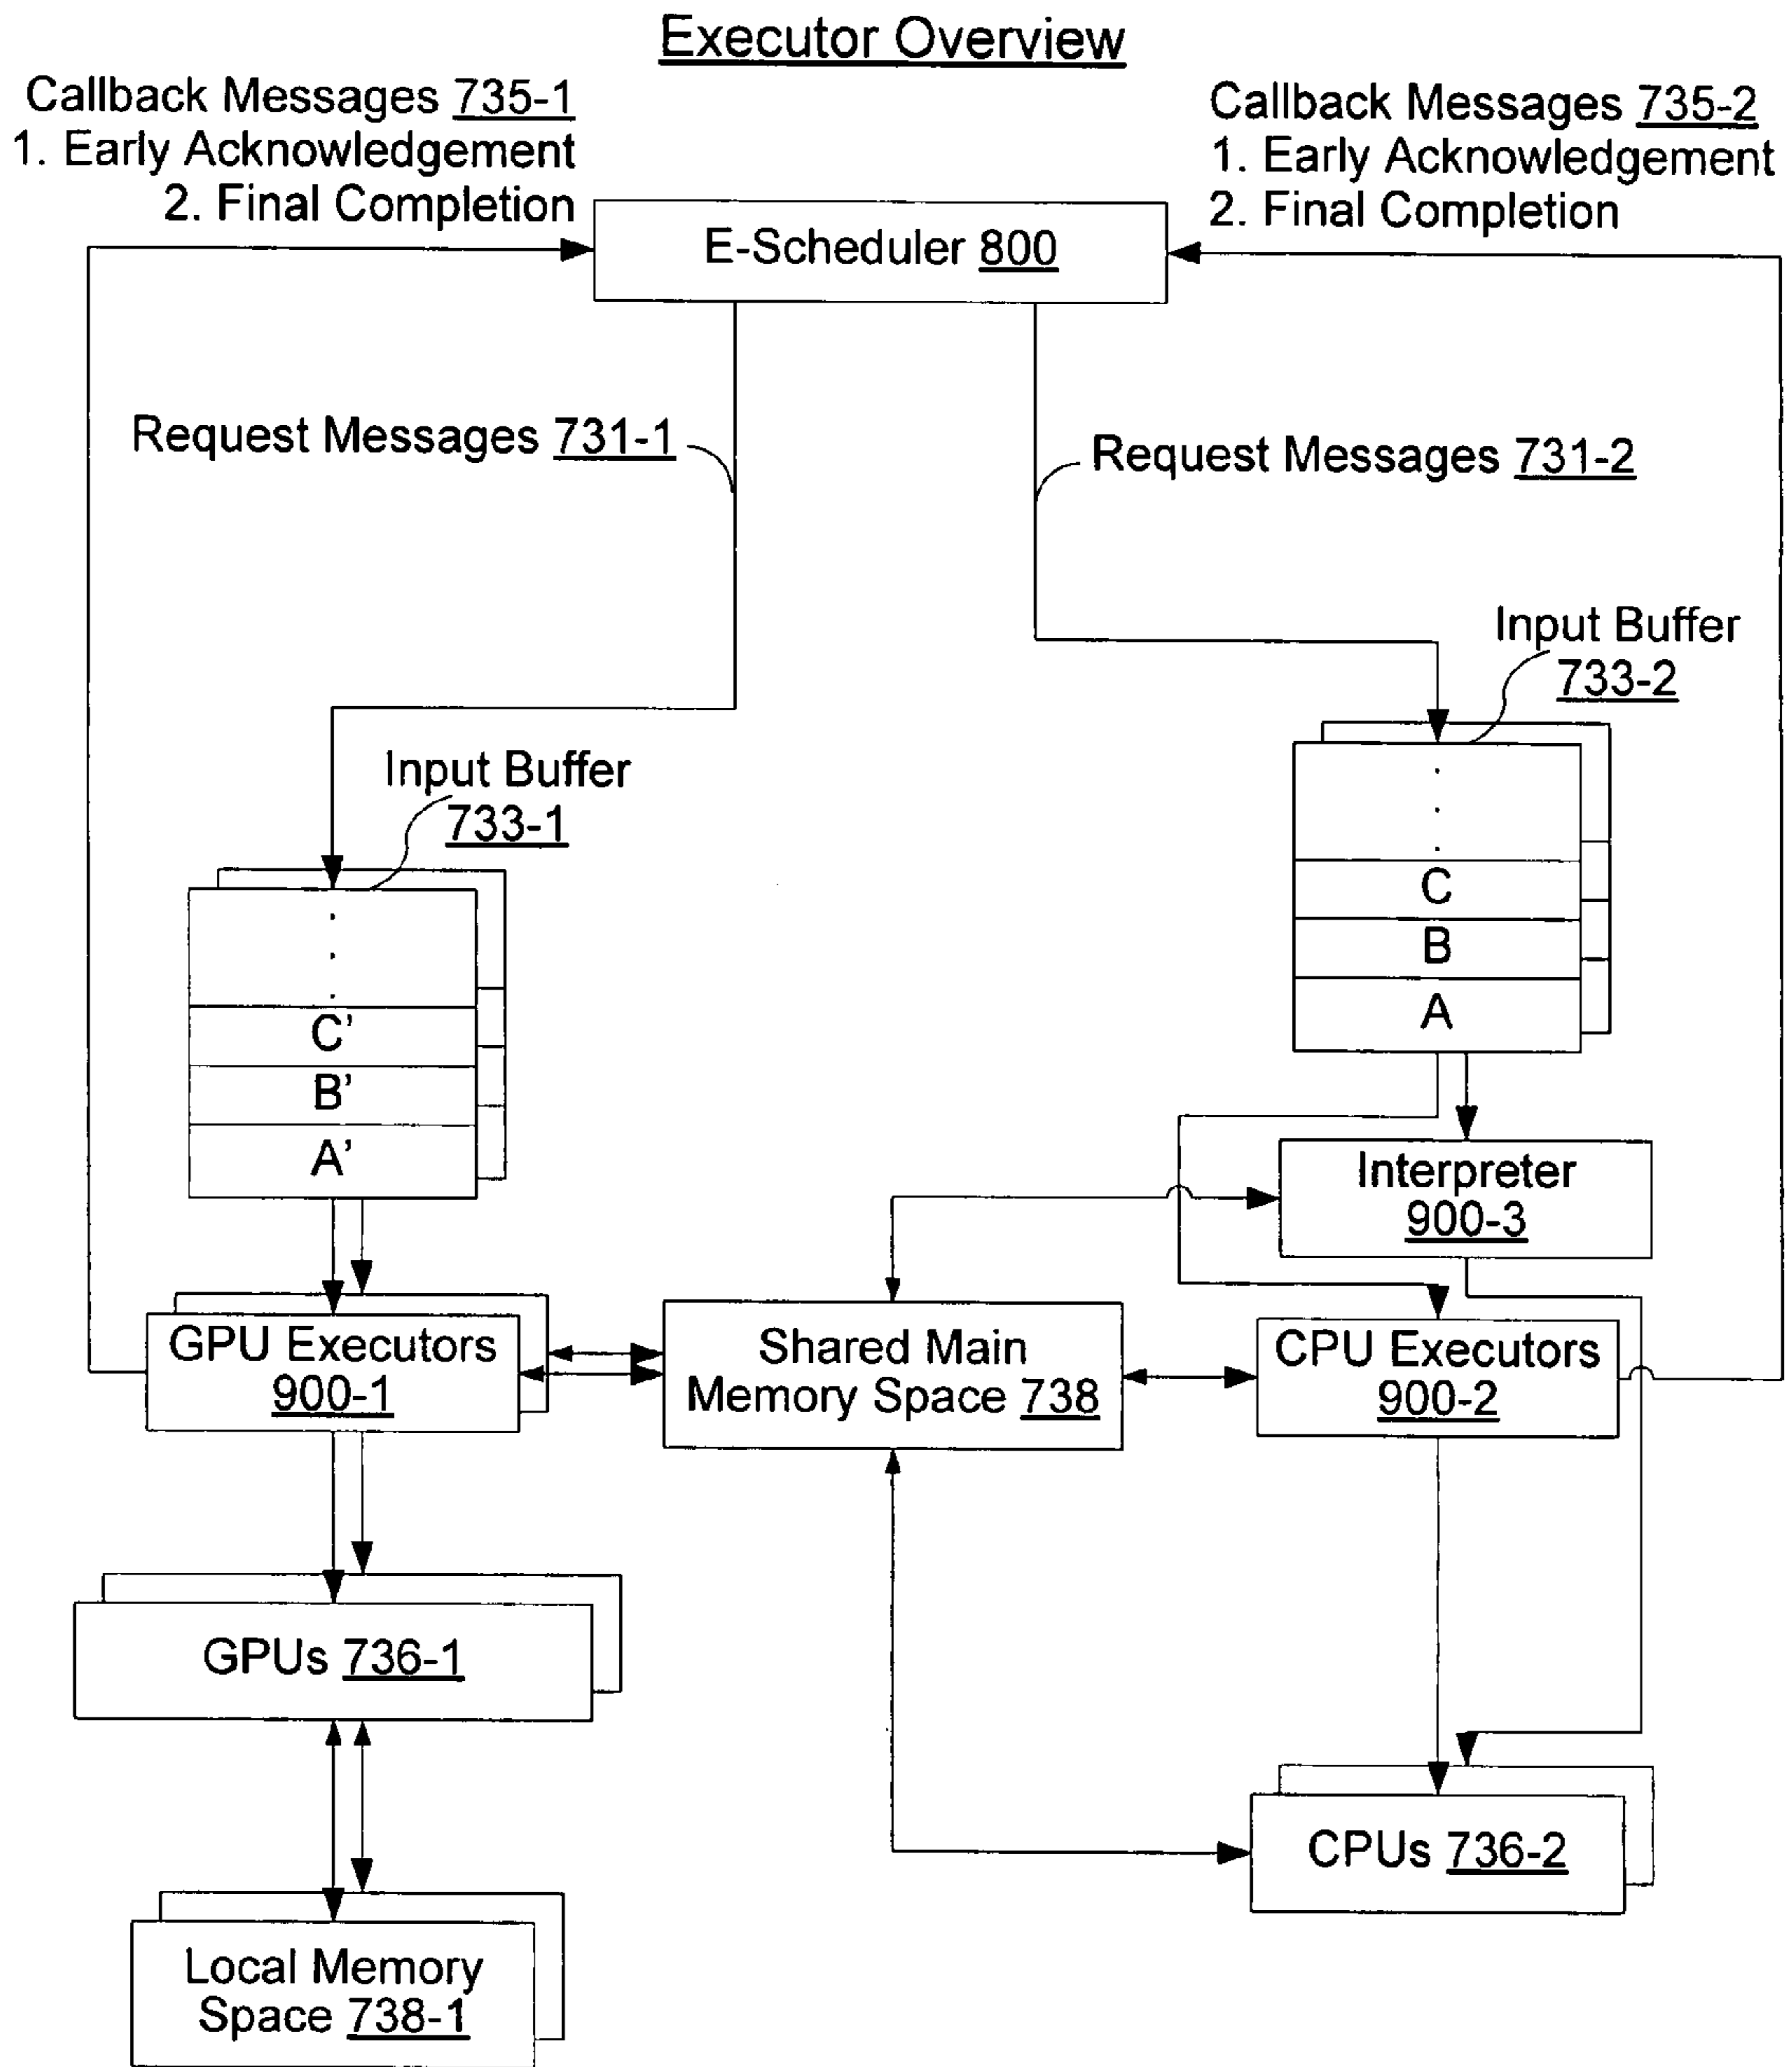 Executor Overview
Callback Messages 735-1
1. Early Acknowledgement
2. Final Completion
Callback Messages 735-2
1. Early Acknowledgement
2. Final Completion
E-Scheduler 800
Request Messages 731-1
Request Messages 731-2
Input Buffer
733-2
Input Buffer
733-1
C
B
A
C'
B'
A'
Interpreter
900-3
GPU Executors
900-1
Shared Main
Memory Space 738
CPU Executors
900-2
GPUs 736-1
CPUs 736-2
Local Memory
Space 738-1